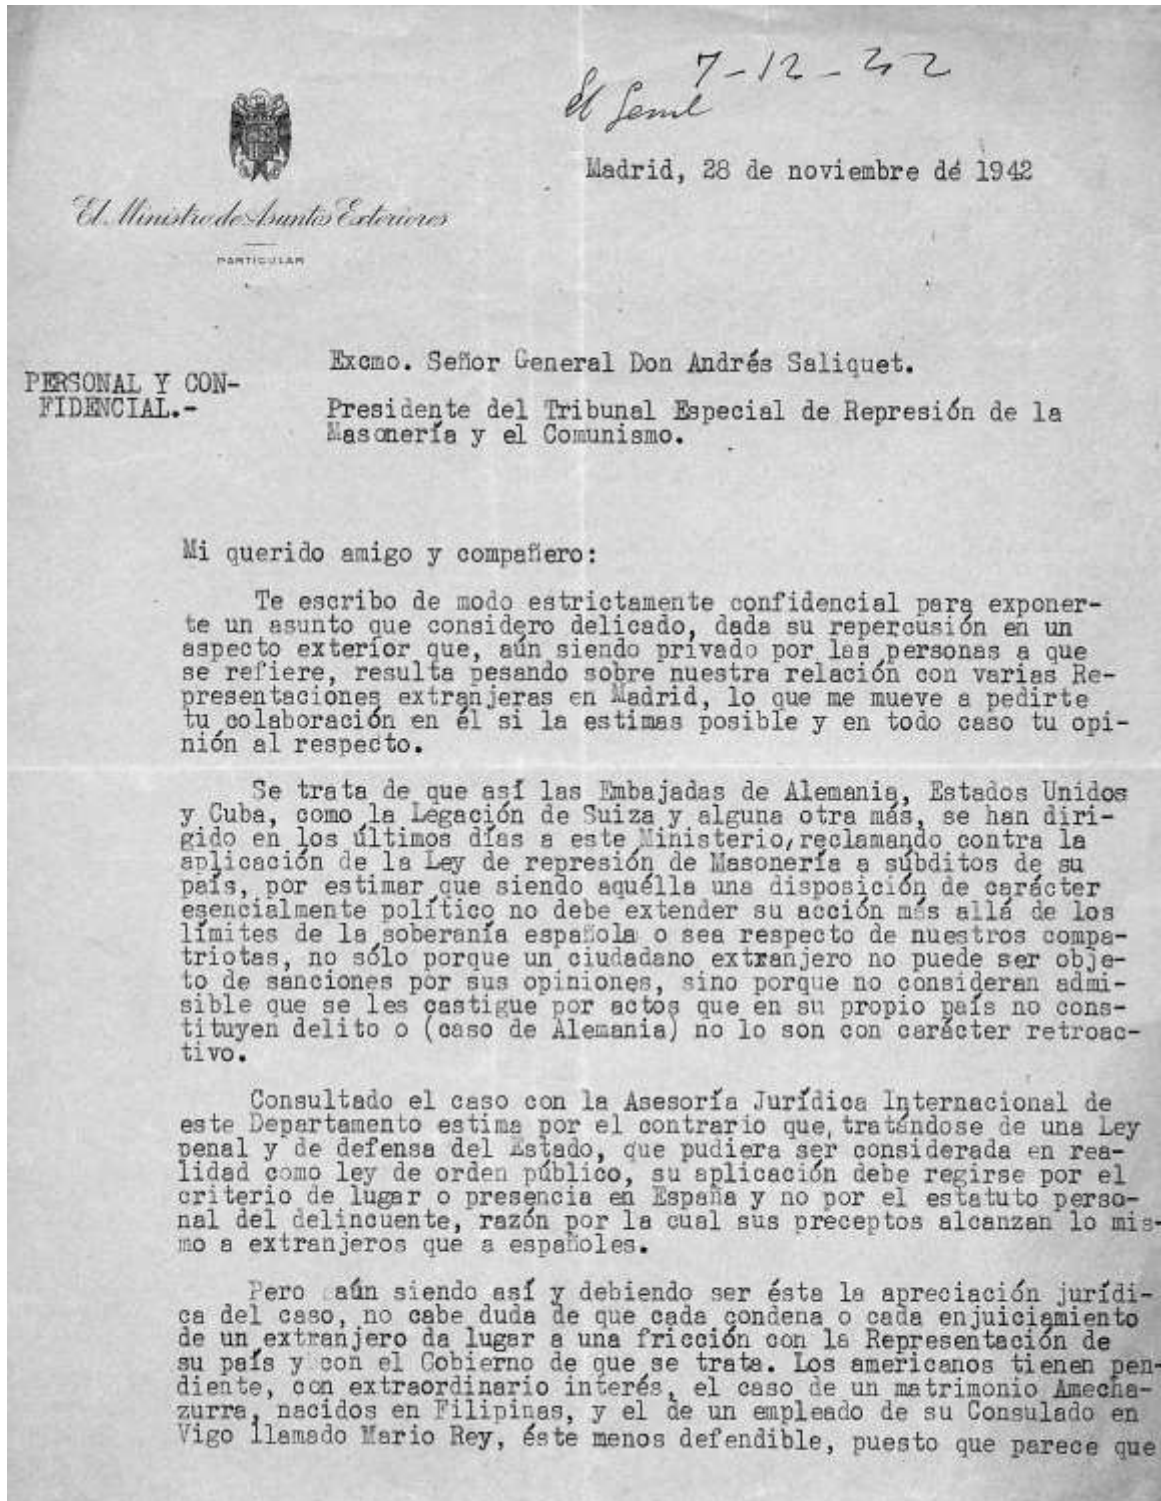 7-12-42
El
Madrid, 28 de noviembre dé 1942
El Ministro de Asuntos Exteriores
PARTICULAR
Excmo. Señor General Don Andrés Saliquet.
PERSONAL Y CON-
FIDENCIAL.-
Presidente del Tribunal Especial de Represión de la
Masonería y el Comunismo.
Mi querido amigo y compañero:
Te escribo de modo estrictamente confidencial para exponer-
te un asunto que considero delicado, dada su repercusión en un
aspecto exterior que, aún siendo privado por las personas a que
se refiere, resulta pesando sobre nuestra relación con varias Re-
presentaciones extranjeras en Madrid, lo que me mueve a pedirte
tu colaboración en él si la estimas posible y en todo caso tu opi-
nión al respecto.
Se trata de que así las Embajadas de Alemania, Estados Unidos
y Cuba, como la Legación de Suiza y alguna otra más, se han diri-
gido en los últimos días a este Ministerio, reclamando contra la
aplicación de la Ley de represión de Masonería a súbditos de su
país, por estimar que siendo aquélla una disposición de carácter
esencialmente político no debe extender su acción más allá de los
límites de la soberanía española o sea respecto de nuestros compa-
triotas, no sólo porque un ciudadano extranjero no puede ser obje-
to de sanciones por sus opiniones, sino porque no consideran admi-
sible que se les castigue por actos que en su propio país no cons-
tituyen delito o (caso de Alemania) no lo son con carácter retroac-
tivo.
Consultado el caso con la Asesoría Jurídica Internacional de
este Departamento estima por el contrario que, tratándose de una Ley
penal y de defensa del Estado, que pudiera ser considerada en rea-
lidad como ley de orden público, su aplicación debe regirse por el
criterio de lugar o presencia en España y no por el estatuto perso-
nal del delincuente, razón por la cual sus preceptos alcanzan lo mis-
mo a extranjeros que a españoles.
Pero aún siendo así y debiendo ser ésta la apreciación jurídi-
ca del caso, no cabe duda de que cada condena o cada enjuiciamiento
de un extranjero da lugar a una fricción con la Representación de
su país y con el Gobierno de que se trata. Los americanos tienen pen-
diente, con extraordinario interés, el caso de un matrimonio Amecha-
zurra, nacidos en Filipinas, y el de un empleado de su Consulado en
Vigo llamado Mario Rey, éste menos defendible, puesto que parece que